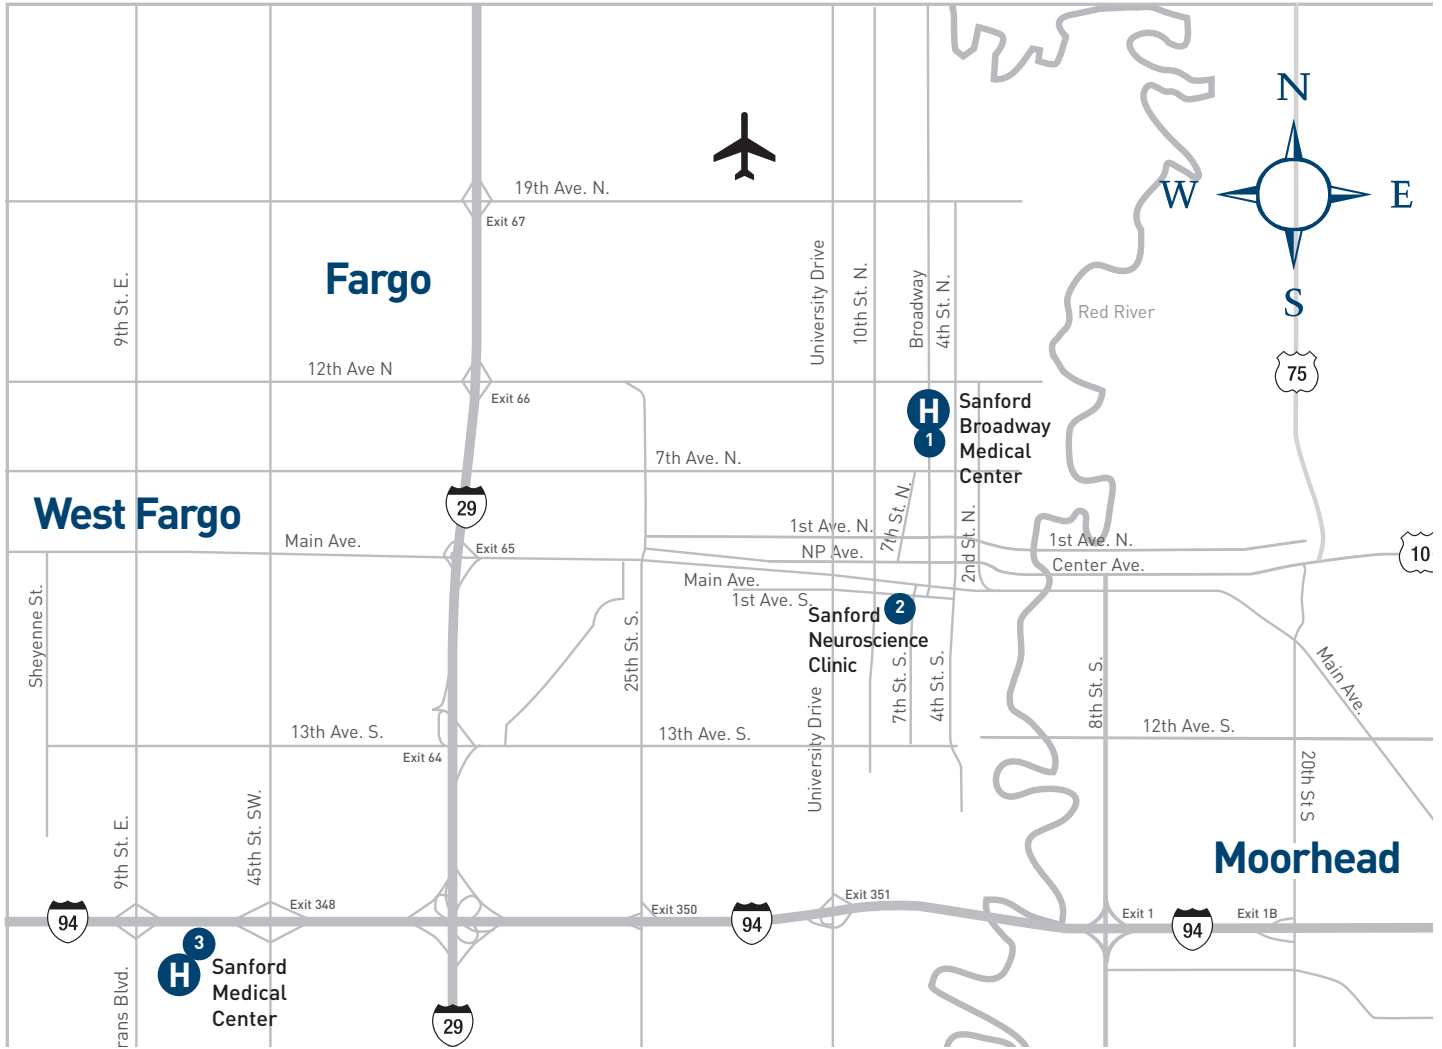 N
W
E
S
19th Ave. N.
Exit 67
Fargo
9th St. E.
University Drive
10th St. N.
Broadway
4th St. N.
Red River
75
12th Ave N
Exit 66
H
1
Sanford
Broadway
Medical
Center
7th Ave. N.
West Fargo
29
7th St. N.
2nd St. N.
1st Ave. N.
1st Ave. N.
Main Ave.
Exit 65
NP Ave.
Center Ave.
10
Main Ave.
1st Ave. S.
2
Sanford
Neuroscience
Clinic
Sheyenne St.
25th St. S.
7th St. S.
4th St. S.
8th St. S.
Main Ave.
13th Ave. S.
13th Ave. S.
12th Ave. S.
Exit 64
University Drive
20th St S
9th St. E.
45th St. SW.
Moorhead
94
Exit 348
Exit 350
94
Exit 351
Exit 1
94
Exit 1B
3
H
Sanford
Medical
Center
rans Blvd.
29